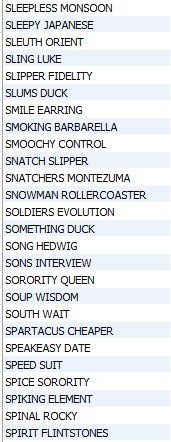 SLEEPLESS MONSOON
SLEEPY JAPANESE
SLEUTH ORIENT
SLING LUKE
SLIPPER FIDELITY
SLUMS DUCK
SMILE EARRING
SMOKING BARBARELLA
SMOOCHY CONTROL
SNATCH SLIPPER
SNATCHERS MONTEZUMA
SNOWMAN ROLLERCOASTER
SOLDIERS EVOLUTION
SOMETHING DUCK
SONG HEDWIG
SONS INTERVIEW
SORORITY QUEEN
SOUP WISDOM
SOUTH WAIT
SPARTACUS CHEAPER
SPEAKEASY DATE
SPEED SUIT
SPICE SORORITY
SPIKING ELEMENT
SPINAL ROCKY
SPIRIT FLINTSTONES